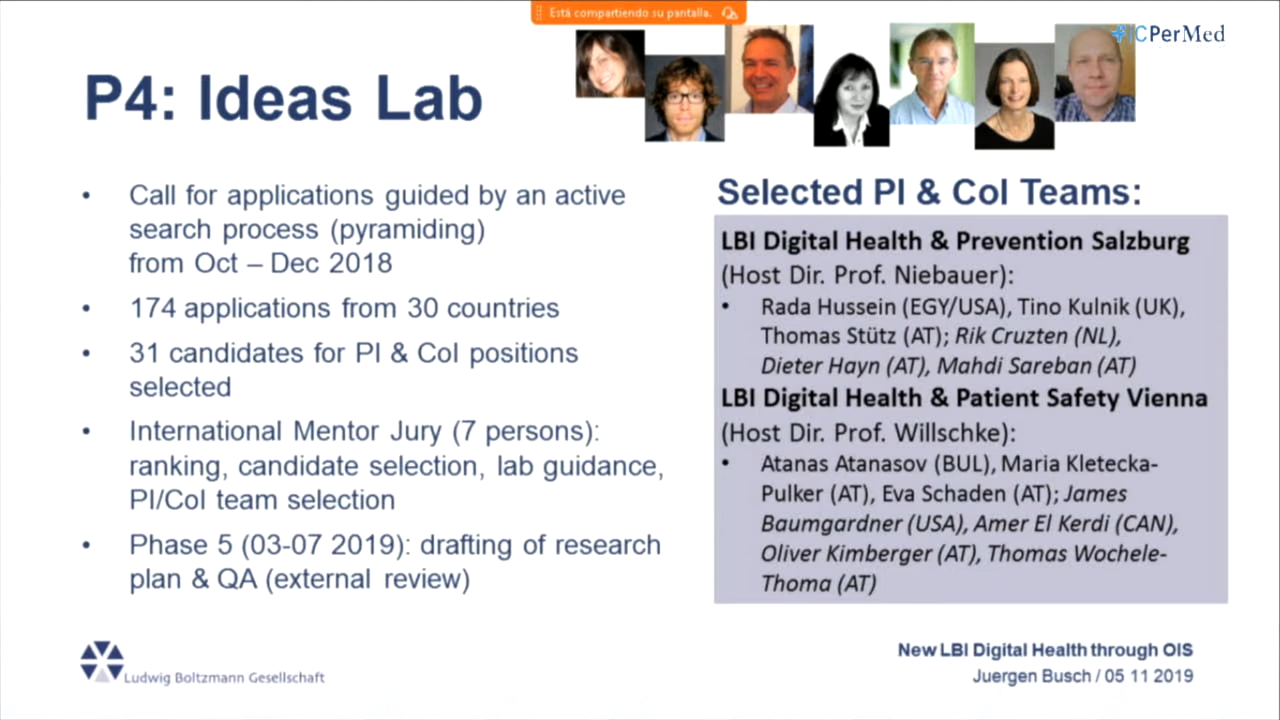 Está compartiendo su pantalla.
ICPerMed
P4: Ideas Lab
• Call for applications guided by an active
search process (pyramiding)
from Oct – Dec 2018
• 174 applications from 30 countries
• 31 candidates for PI & CoI positions
selected
• International Mentor Jury (7 persons):
ranking, candidate selection, lab guidance,
PI/CoI team selection
• Phase 5 (03-07 2019): drafting of research
plan & QA (external review)
Selected PI & CoI Teams:
LBI Digital Health & Prevention Salzburg
(Host Dir. Prof. Niebauer):
• Rada Hussein (EGY/USA), Tino Kulnik (UK),
Thomas Stütz (AT); Rik Cruzten (NL),
Dieter Hayn (AT), Mahdi Sareban (AT)
LBI Digital Health & Patient Safety Vienna
(Host Dir. Prof. Willschke):
• Atanas Atanasov (BUL), Maria Kletecka-
Pulker (AT), Eva Schaden (AT); James
Baumgardner (USA), Amer El Kerdi (CAN),
Oliver Kimberger (AT), Thomas Wochele-
Thoma (AT)
Ludwig Boltzmann Gesellschaft
New LBI Digital Health through OIS
Juergen Busch / 05 11 2019